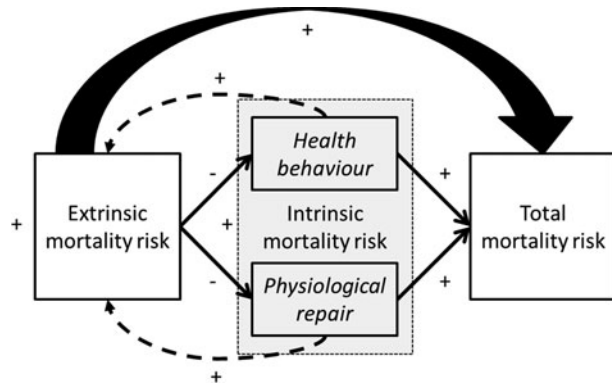 +
+
Health
behaviour
-
+
+
Extrinsic
mortality risk
+
Intrinsic
mortality risk
Total
mortality risk
-
+
Physiological
repair
+